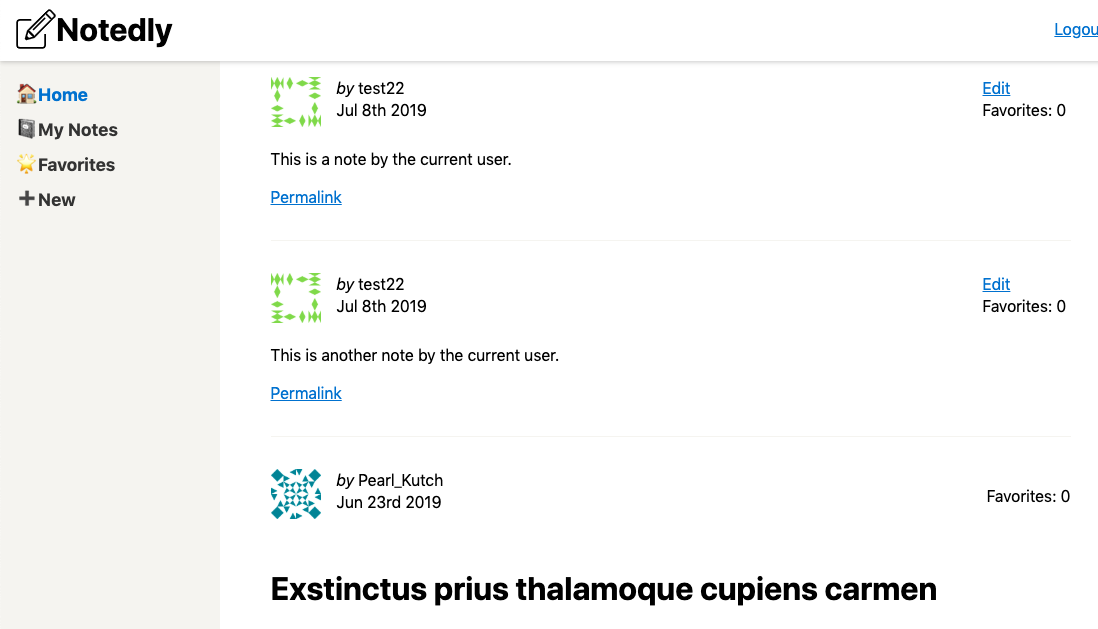 Notedly
Logou
Home
My Notes
Favorites
New
by test22
Jul 8th 2019
Edit
Favorites: 0
This is a note by the current user.
Permalink
by test22
Jul 8th 2019
Edit
Favorites: 0
This is another note by the current user.
Permalink
by Pearl_Kutch
Jun 23rd 2019
Favorites: 0
Exstinctus prius thalamoque cupiens carmen